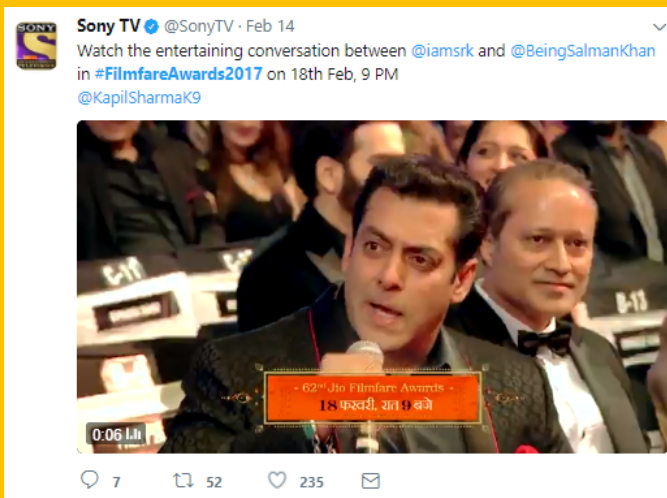 SONY
TELEVISION
Sony TV @SonyTV · Feb 14
Watch the entertaining conversation between @iamsrk and @BeingSalmanKhan
in #FilmfareAwards2017 on 18th Feb, 9 PM
@KapilSharmaK9
C-11
B-13
- 62nd Jio Filmfare Awards -
18 फरवरी, रात 9 बजे
0:06
7 52 235